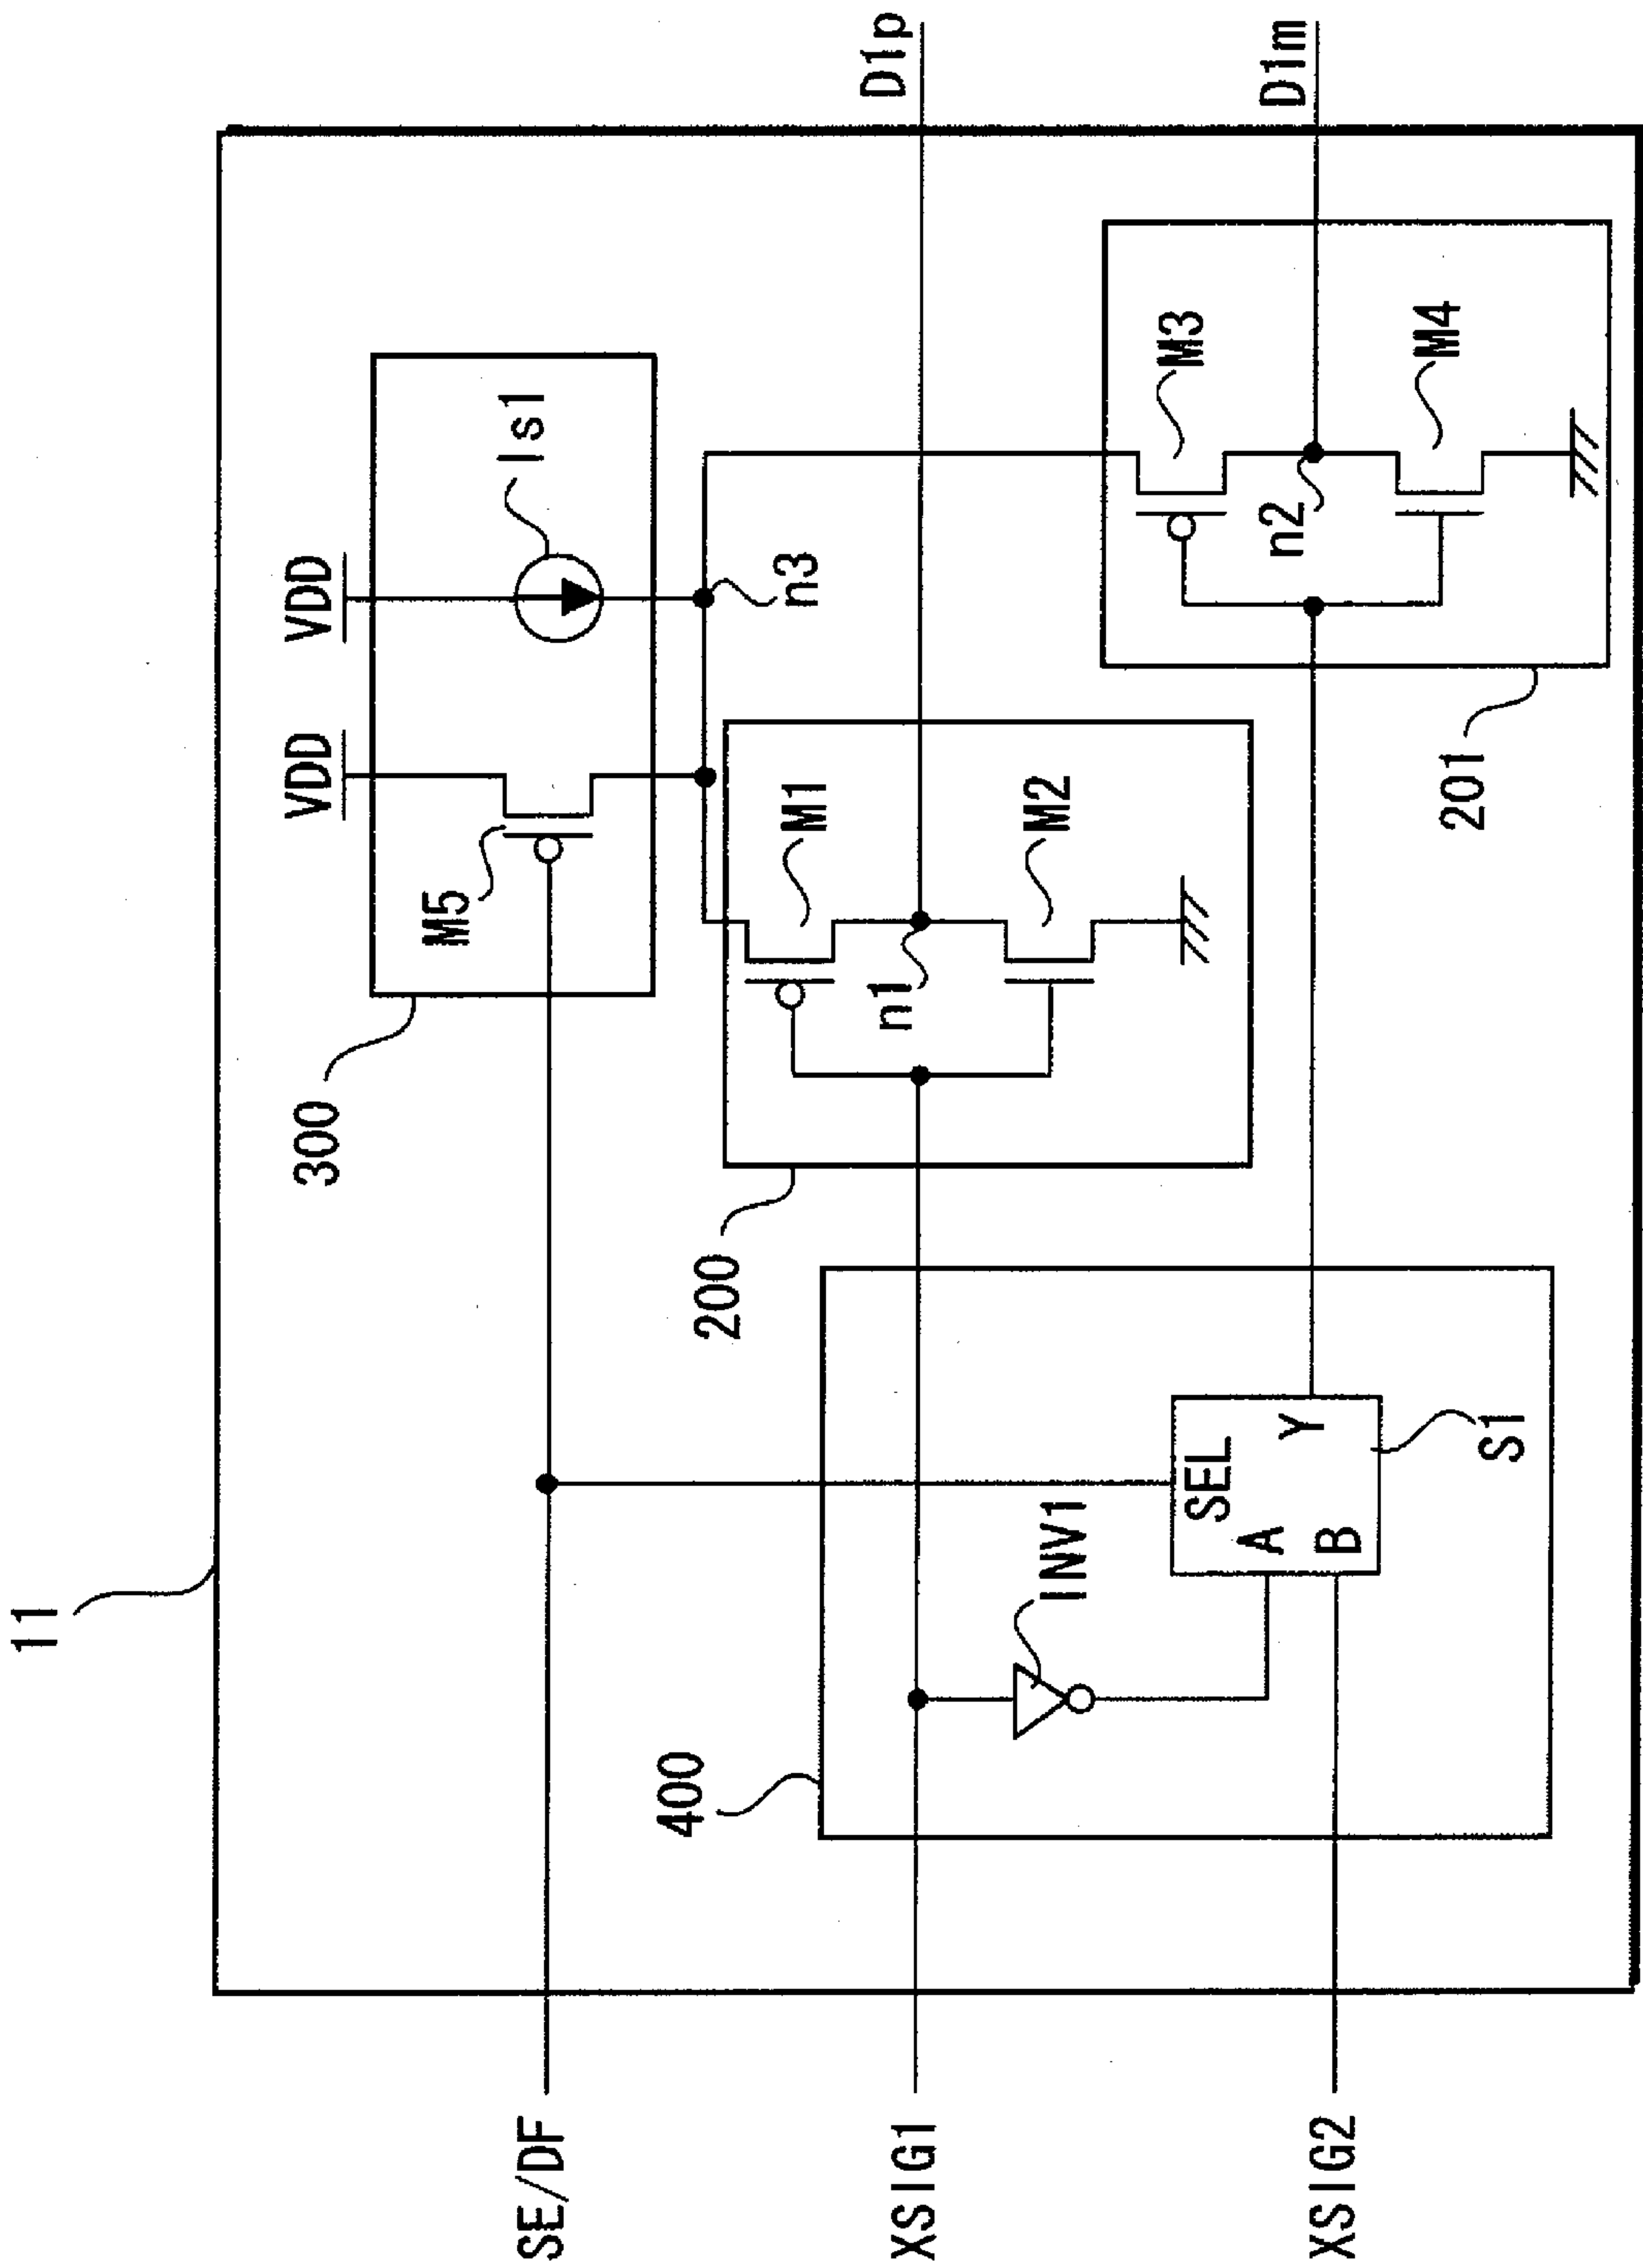 11
300
VDD
VDD
M5
Is1
n3
D1p
D1m
200
M1
n1
M2
M3
n2
M4
201
400
INV1
SEL
A
B
Y
S1
SE/DF
XSIG1
XSIG2